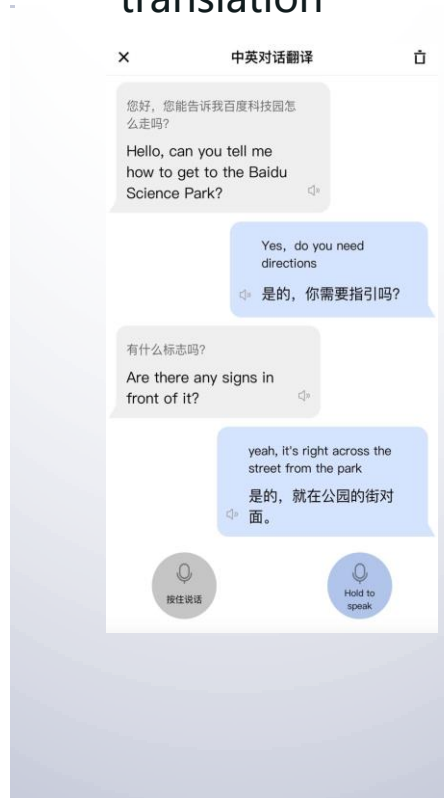 translation
中英对话翻译
您好，您能告诉我百度科技园怎
么走吗？
Hello, can you tell me
how to get to the Baidu
Science Park?
Yes, do you need
directions
是的，你需要指引吗？
有什么标志吗？
Are there any signs in
front of it?
yeah, it's right across the
street from the park
是的，就在公园的街对
面。
按住说话
Hold to
speak